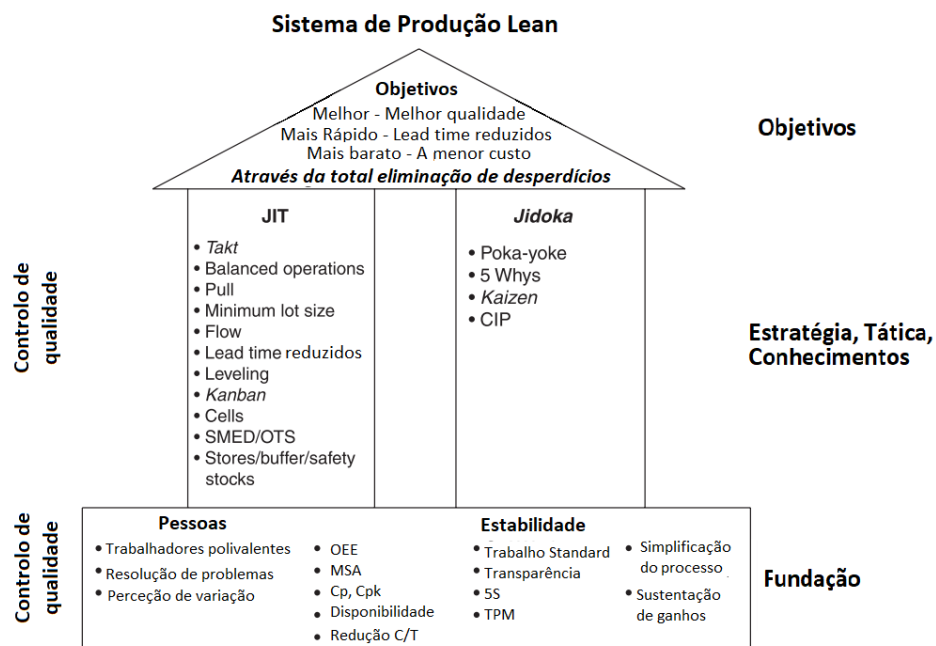 Sistema de Produção Lean
Objetivos
Melhor - Melhor qualidade
Mais Rápido - Lead time reduzidos
Mais barato - A menor custo
Através da total eliminação de desperdícios
Objetivos
Controlo de
qualidade
JIT
• Takt
• Balanced operations
• Pull
• Minimum lot size
• Flow
• Lead time reduzidos
• Leveling
• Kanban
• Cells
• SMED/OTS
• Stores/buffer/safety
stocks
Jidoka
• Poka-yoke
• 5 Whys
• Kaizen
• CIP
Estratégia, Tática,
Conhecimentos
Controlo de
qualidade
Pessoas
• Trabalhadores polivalentes
• Resolução de problemas
• Perceção de variação
• OEE
• MSA
• Cp, Cpk
• Disponibilidade
• Redução C/T
Estabilidade
• Trabalho Standard
• Transparência
• 5S
• TPM
• Simplificação
do processo
• Sustentação
de ganhos
Fundação